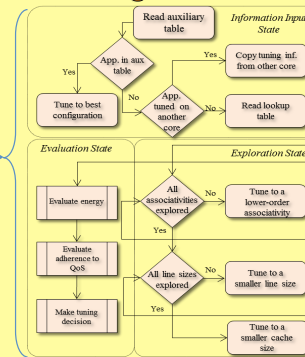 Read auxiliary
table
Information Input
State
App. in aux
table
Yes
Yes
Copy tuning inf.
from other core
Tune to best
configuration
No
App.
tuned on
another
core
No
Read lookup
table
Evaluation State
Exploration State
Evaluate energy
All
associativities
explored
No
Tune to a
lower-order
associativity
Yes
Evaluate
adherence to
QoS
All line sizes
explored
No
Tune to a
smaller line size
Yes
Make tuning
decision
Tune to a
smaller cache
size